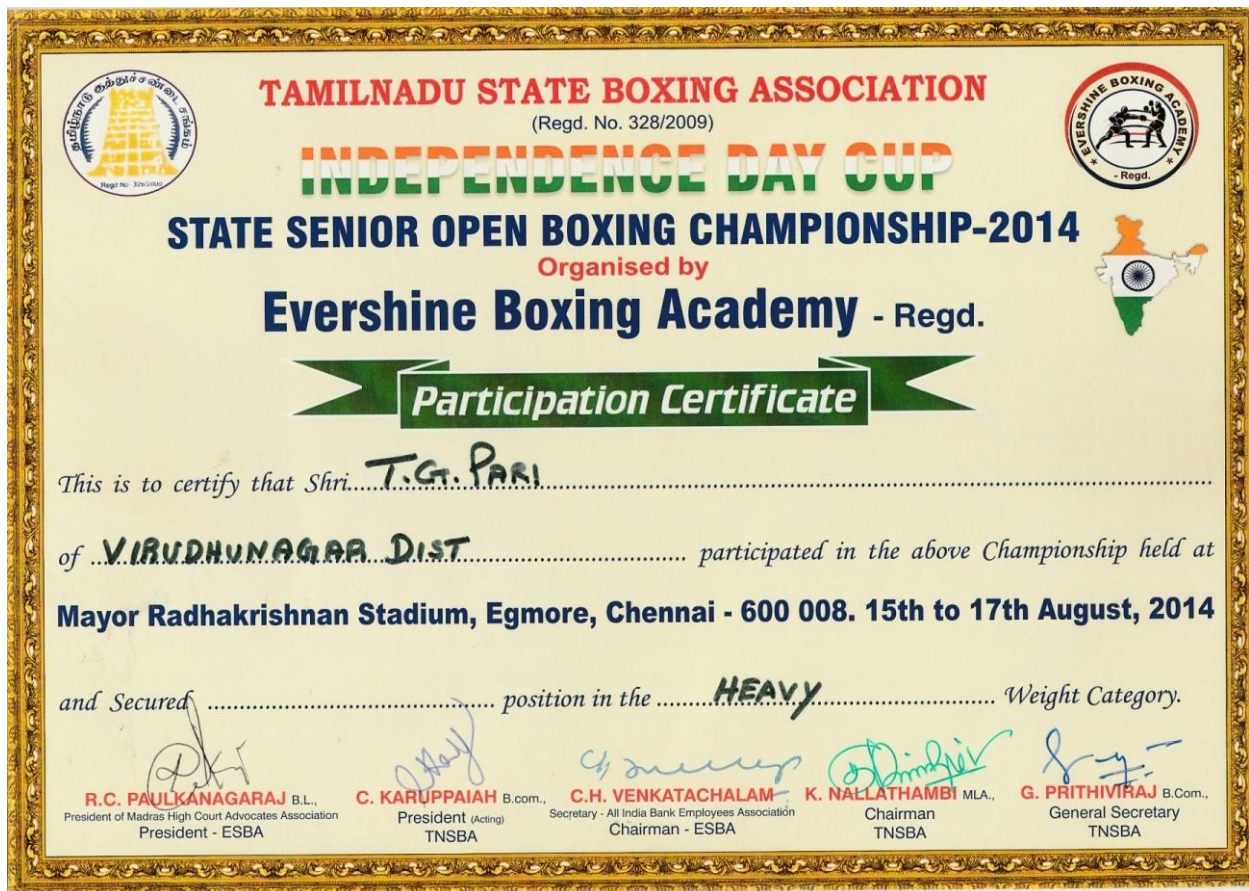 தமிழ்நாடு குத்துச்சண்டை சங்கம்
Regd No. 328/2009
TAMILNADU STATE BOXING ASSOCIATION
(Regd. No. 328/2009)
EVERSHINE BOXING ACADEMY
- Regd.
INDEPENDENCE DAY CUP
STATE SENIOR OPEN BOXING CHAMPIONSHIP-2014
Organised by
Evershine Boxing Academy - Regd.
Participation Certificate
This is to certify that Shri T.G. PARI
of VIRUDHUNAGAR DIST participated in the above Championship held at
Mayor Radhakrishnan Stadium, Egmore, Chennai - 600 008. 15th to 17th August, 2014
and Secured position in the HEAVY Weight Category.
R.C. PAULKANAGARAJ B.L.,
President of Madras High Court Advocates Association
President - ESBA
C. KARUPPAIAH B.com.,
President (Acting)
TNSBA
C.H. VENKATACHALAM
Secretary - All India Bank Employees Association
Chairman - ESBA
K. NALLATHAMBI MLA.,
Chairman
TNSBA
G. PRITHIVIRAJ B.Com.,
General Secretary
TNSBA